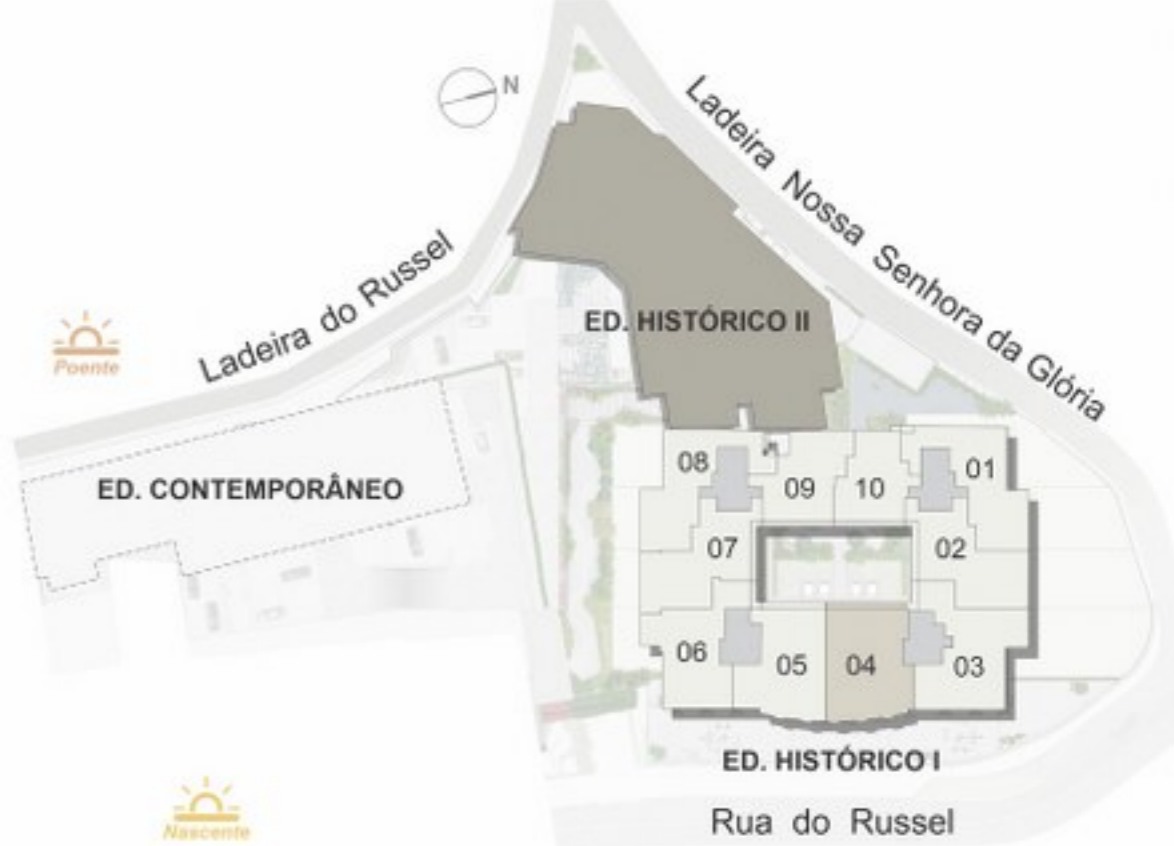 N
Ladeira Nossa Senhora da Glória
Ladeira do Russel
Poente
ED. HISTÓRICO II
ED. CONTEMPORÂNEO
08
09
10
01
07
02
06
05
04
03
ED. HISTÓRICO I
Rua do Russel
Nascente